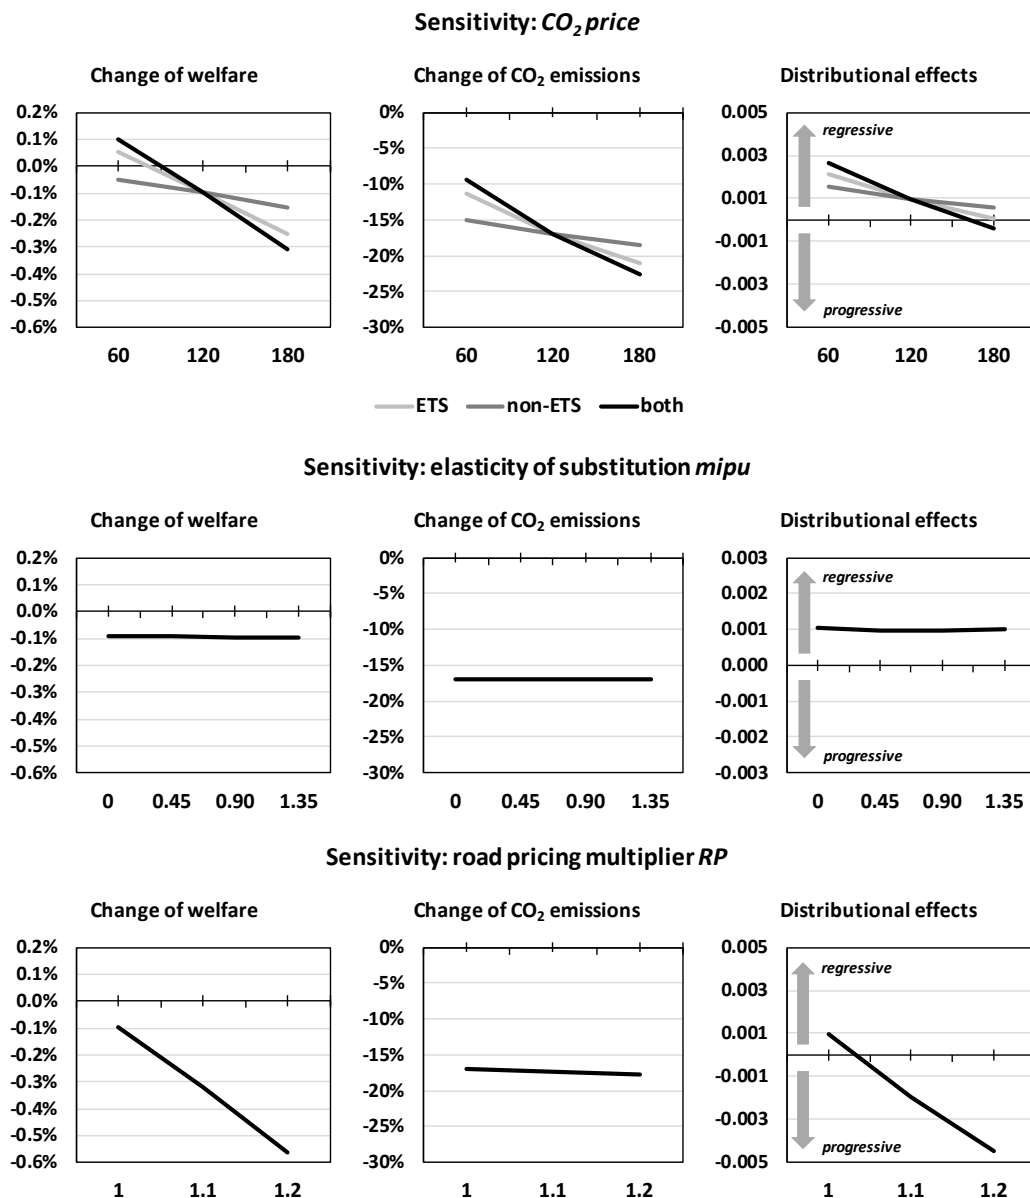 Sensitivity: CO2 price
Change of welfare
Change of CO2 emissions
Distributional effects
0.2%
0.1%
0.0%
-0.1%
-0.2%
-0.3%
-0.4%
-0.5%
-0.6%
60 120 180
0%
-5%
-10%
-15%
-20%
-25%
-30%
60 120 180
0.005
0.003
0.001
-0.001
-0.003
-0.005
regressive
progressive
60 120 180
ETS non-ETS both
Sensitivity: elasticity of substitution mipu
Change of welfare
Change of CO2 emissions
Distributional effects
0.2%
0.1%
0.0%
-0.1%
-0.2%
-0.3%
-0.4%
-0.5%
-0.6%
0 0.45 0.90 1.35
0%
-5%
-10%
-15%
-20%
-25%
-30%
0 0.45 0.90 1.35
0.003
0.002
0.001
0.000
-0.001
-0.002
-0.003
regressive
progressive
0 0.45 0.90 1.35
Sensitivity: road pricing multiplier RP
Change of welfare
Change of CO2 emissions
Distributional effects
0.2%
0.1%
0.0%
-0.1%
-0.2%
-0.3%
-0.4%
-0.5%
-0.6%
1 1.1 1.2
0%
-5%
-10%
-15%
-20%
-25%
-30%
1 1.1 1.2
0.005
0.003
0.001
-0.001
-0.003
-0.005
regressive
progressive
1 1.1 1.2